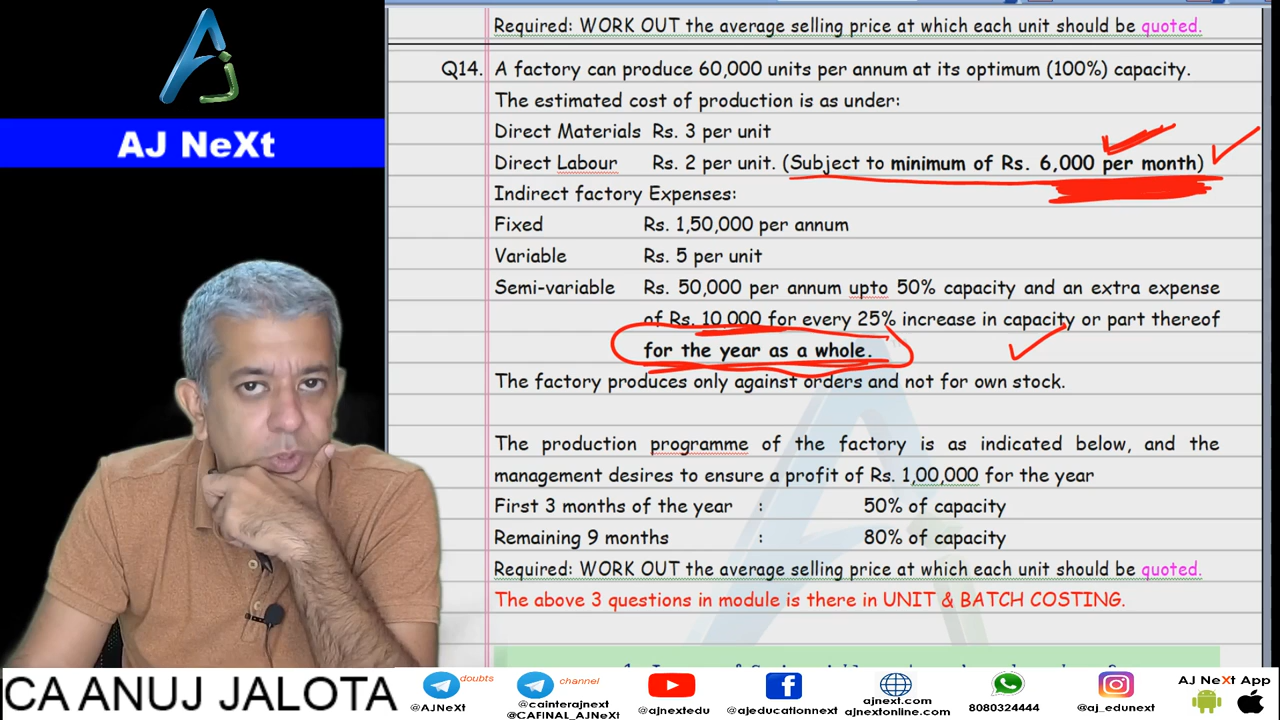 Required: WORK OUT the average selling price at which each unit should be quoted.
AJ NeXt
Q14. A factory can produce 60,000 units per annum at its optimum (100%) capacity.
The estimated cost of production is as under:
Direct Materials Rs. 3 per unit
Direct Labour Rs. 2 per unit. (Subject to minimum of Rs. 6,000 per month)
Indirect factory Expenses:
Fixed Rs. 1,50,000 per annum
Variable Rs. 5 per unit
Semi-variable Rs. 50,000 per annum upto 50% capacity and an extra expense
of Rs. 10,000 for every 25% increase in capacity or part thereof
for the year as a whole.
The factory produces only against orders and not for own stock.
The production programme of the factory is as indicated below, and the
management desires to ensure a profit of Rs. 1,00,000 for the year
First 3 months of the year : 50% of capacity
Remaining 9 months : 80% of capacity
Required: WORK OUT the average selling price at which each unit should be quoted.
The above 3 questions in module is there in UNIT & BATCH COSTING.
CA ANUJ JALOTA
doubts
@AJNeXt
channel
@cainterajnext
@CAFINAL_AJNeXt
@ajnextedu
@ajeducationnext
ajnext.com
ajnextonline.com
8080324444
@aj_edunext
AJ NeXt App